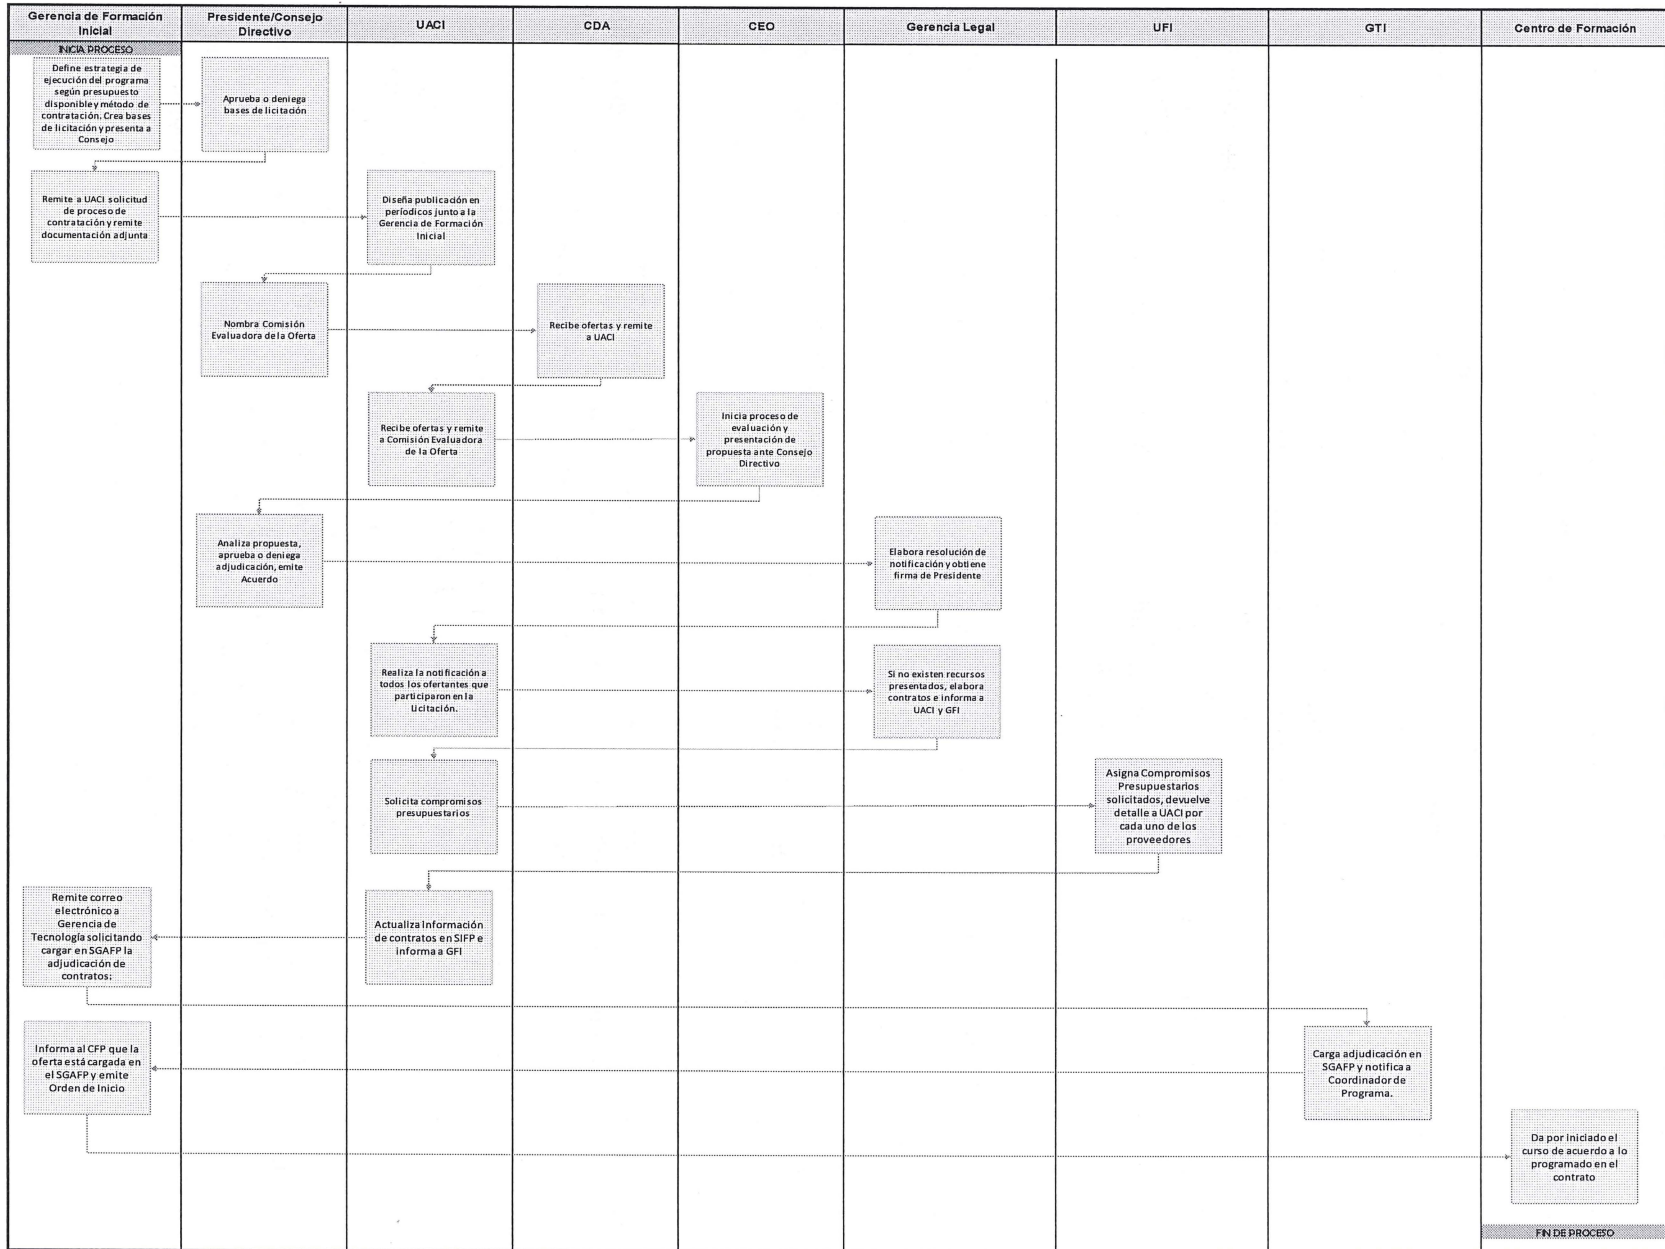 Gerencia de Formación
Inicial
Presidente/Consejo
Directivo
UACI
CDA
CEO
Gerencia Legal
UFI
GTI
Centro de Formación
INICIA PROCESO
Define estrategia de
ejecución del programa
según presupuesto
disponible y método de
contratación. Crea bases
de licitación y presenta a
Consejo
Aprueba o deniega
bases de licitación
Remite a UACI solicitud
de proceso de
contratación y remite
documentación adjunta
Diseña publicación en
períodicos junto a la
Gerencia de Formación
Inicial
Nombra Comisión
Evaluadora de la Oferta
Recibe ofertas y remite
a UACI
Recibe ofertas y remite
a Comisión Evaluadora
de la Oferta
Inicia proceso de
evaluación y
presentación de
propuesta ante Consejo
Directivo
Analiza propuesta,
aprueba o deniega
adjudicación, emite
Acuerdo
Elabora resolución de
notificación y obtiene
firma de Presidente
Realiza la notificación a
todos los ofertantes que
participaron en la
Licitación.
Si no existen recursos
presentados, elabora
contratos e informa a
UACI y GFI
Solicita compromisos
presupuestarios
Asigna Compromisos
Presupuestarios
solicitados, devuelve
detalle a UACI por
cada uno de los
proveedores
Remite correo
electrónico a
Gerencia de
Tecnología solicitando
cargar en SGAFP la
adjudicación de
contratos:
Actualiza Información
de contratos en SIFP e
informa a GFI
Informa al CFP que la
oferta está cargada en
el SGAFP y emite
Orden de Inicio
Carga adjudicación en
SGAFP y notifica a
Coordinador de
Programa.
Da por iniciado el
curso de acuerdo a lo
programado en el
contrato
FIN DE PROCESO